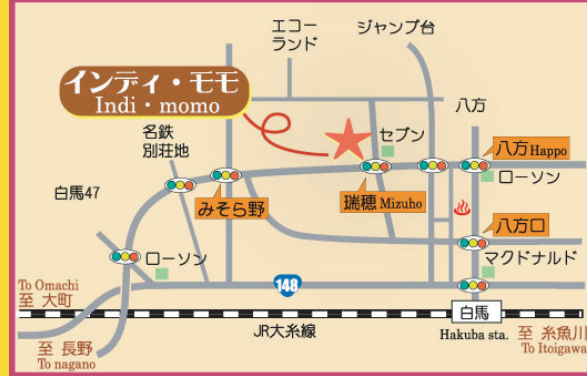 エコー
ランド
ジャンプ台
インディ・モモ
Indi・momo
八方
名鉄
別荘地
セブン
八方 Happo
ローソン
白馬47
みそら野
瑞穂 Mizuho
八方口
ローソン
マクドナルド
To Omachi
至 大町
148
白馬
JR大糸線
Hakuba sta.
至 糸魚川
To Itoigawa
至 長野
To nagano